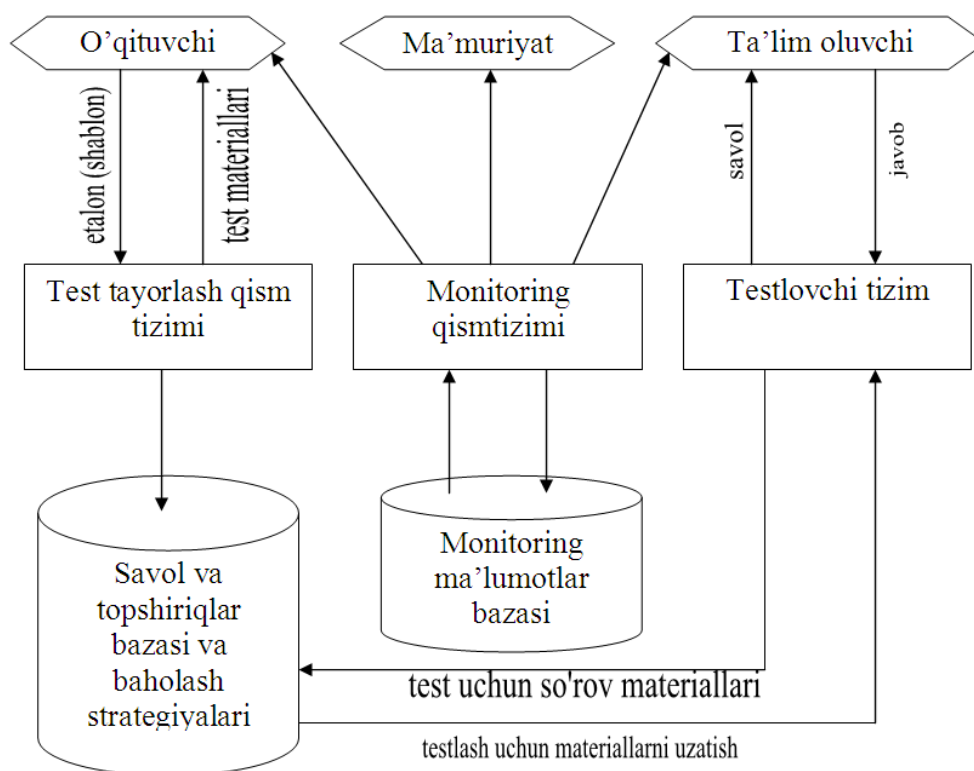 O’qituvchi
Ma’muriyat
Ta’lim oluvchi
etalon (shablon)
test materiallari
savol
javob
Test tayorlash qism
tizimi
Monitoring
qismtizimi
Testlovchi tizim
Savol va
topshiriqlar
bazasi va
baholash
strategiyalari
Monitoring
ma’lumotlar
bazasi
test uchun so'rov materiallari
testlash uchun materiallarni uzatish